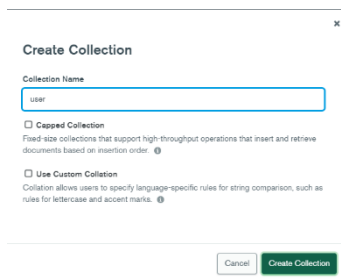 Create Collection
Collection Name
user
Capped Collection
Fixed-size collections that support high-throughput operations that insert and retrieve
documents based on insertion order.
Use Custom Collation
Collation allows users to specify language-specific rules for string comparison, such as
rules for lettercase and accent marks.
Cancel Create Collection